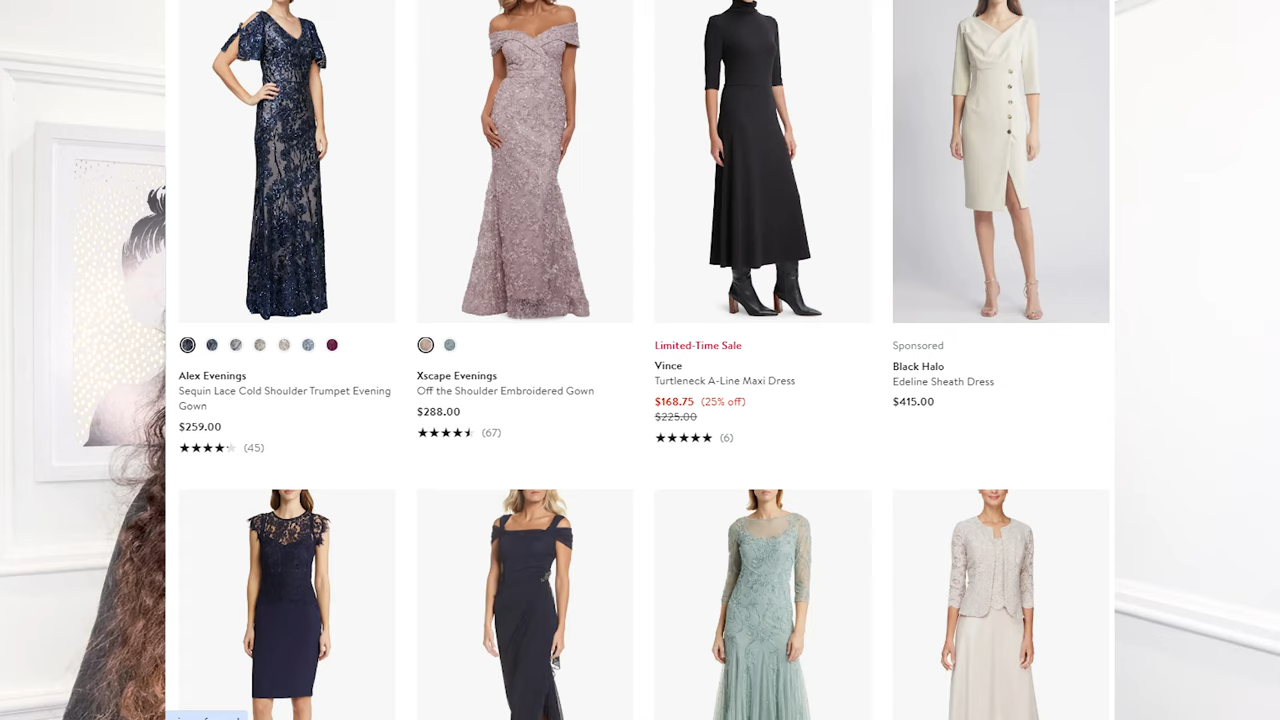 Alex Evenings
Sequin Lace Cold Shoulder Trumpet Evening
Gown
$259.00
(45)
Xscape Evenings
Off the Shoulder Embroidered Gown
$288.00
(67)
Limited-Time Sale
Vince
Turtleneck A-Line Maxi Dress
$168.75 (25% off)
$225.00
(6)
Sponsored
Black Halo
Edeline Sheath Dress
$415.00